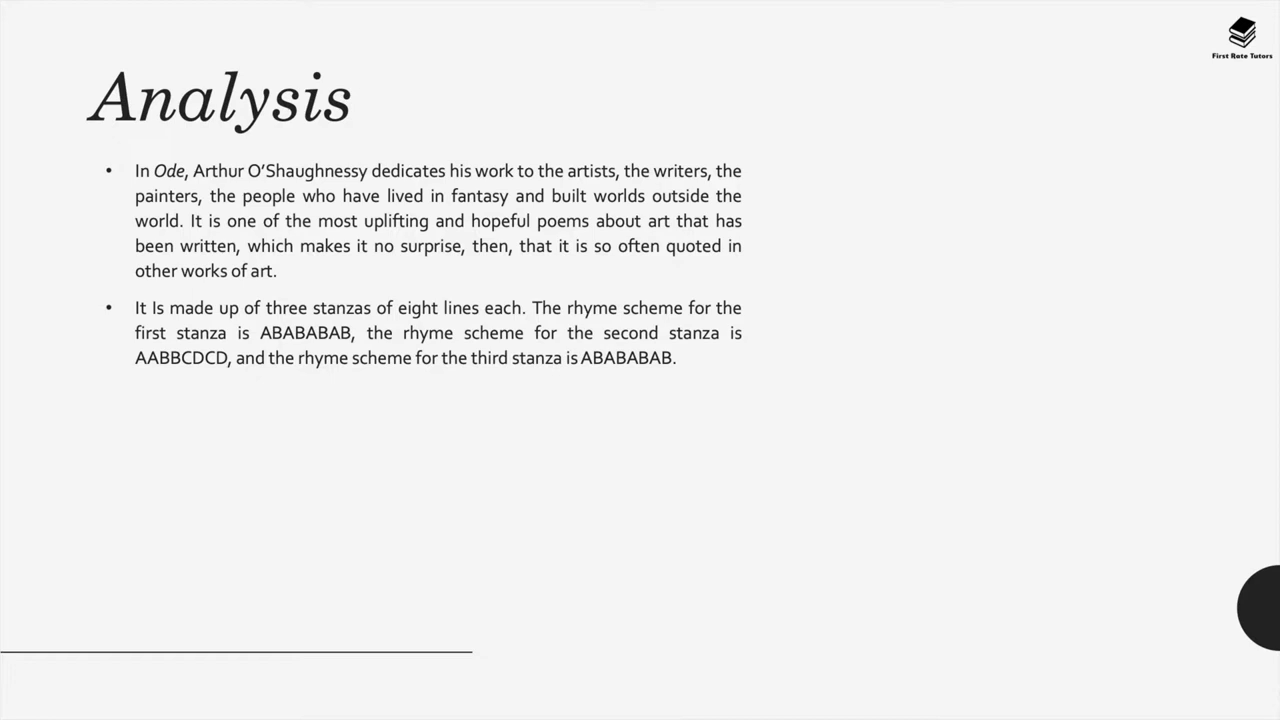 First Rate Tutors
Analysis
• In Ode, Arthur O’Shaughnessy dedicates his work to the artists, the writers, the
painters, the people who have lived in fantasy and built worlds outside the
world. It is one of the most uplifting and hopeful poems about art that has
been written, which makes it no surprise, then, that it is so often quoted in
other works of art.
• It Is made up of three stanzas of eight lines each. The rhyme scheme for the
first stanza is ABABABAB, the rhyme scheme for the second stanza is
AABBCDCD, and the rhyme scheme for the third stanza is ABABABAB.